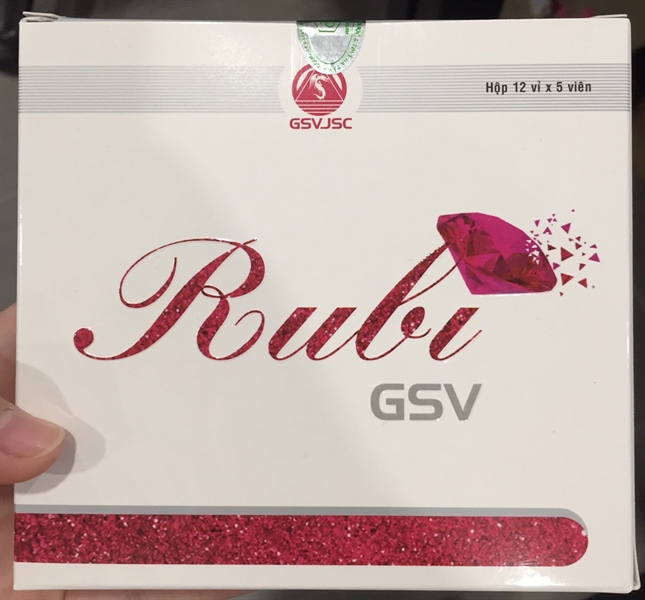 GSVJSC
Hộp 12 vỉ x 5 viên
Rubi
GSV